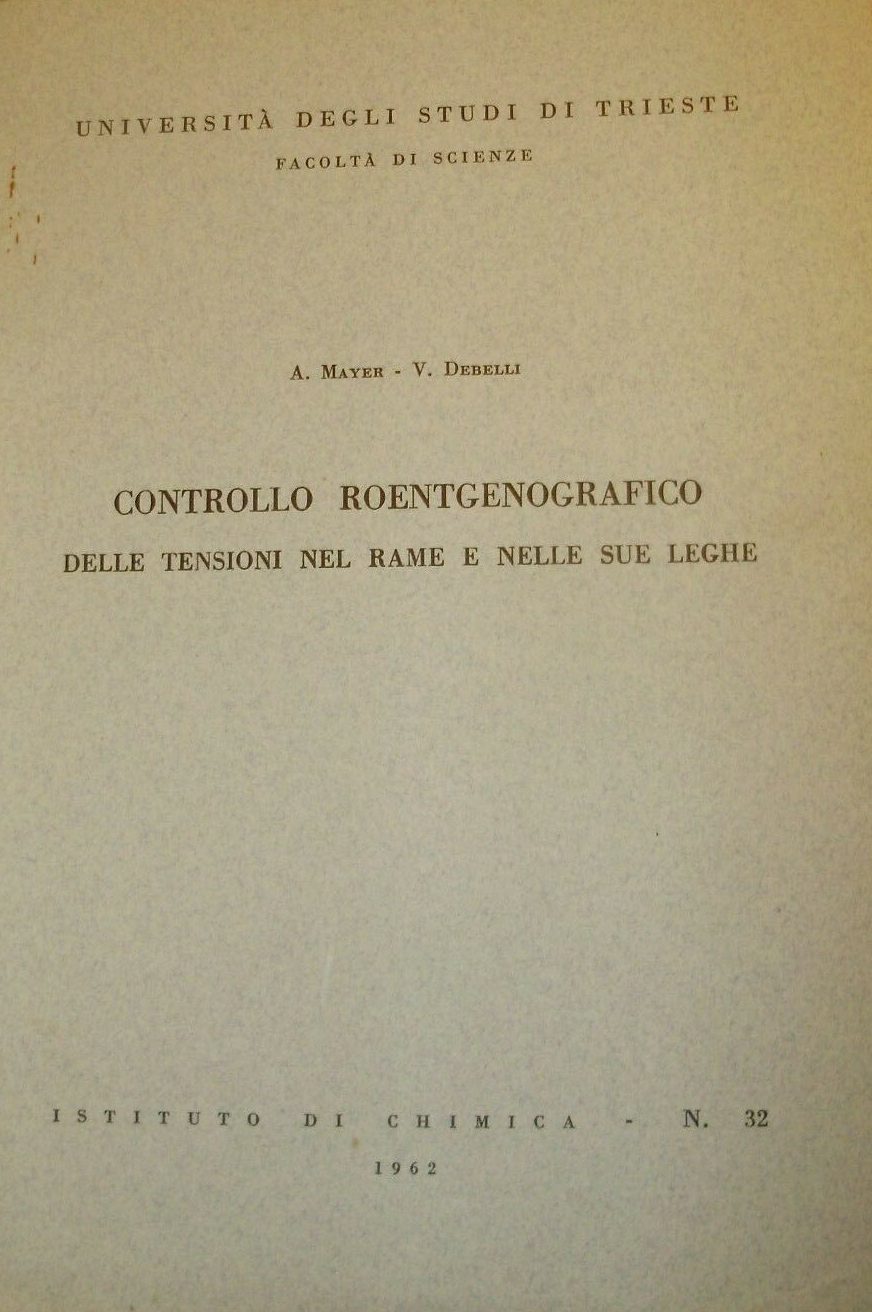 UNIVERSITÀ DEGLI STUDI DI TRIESTE
FACOLTÀ DI SCIENZE
A. MAYER - V. DEBELLI
CONTROLLO ROENTGENOGRAFICO
DELLE TENSIONI NEL RAME E NELLE SUE LEGHE
ISTITUTO DI CHIMICA - N. 32
1962